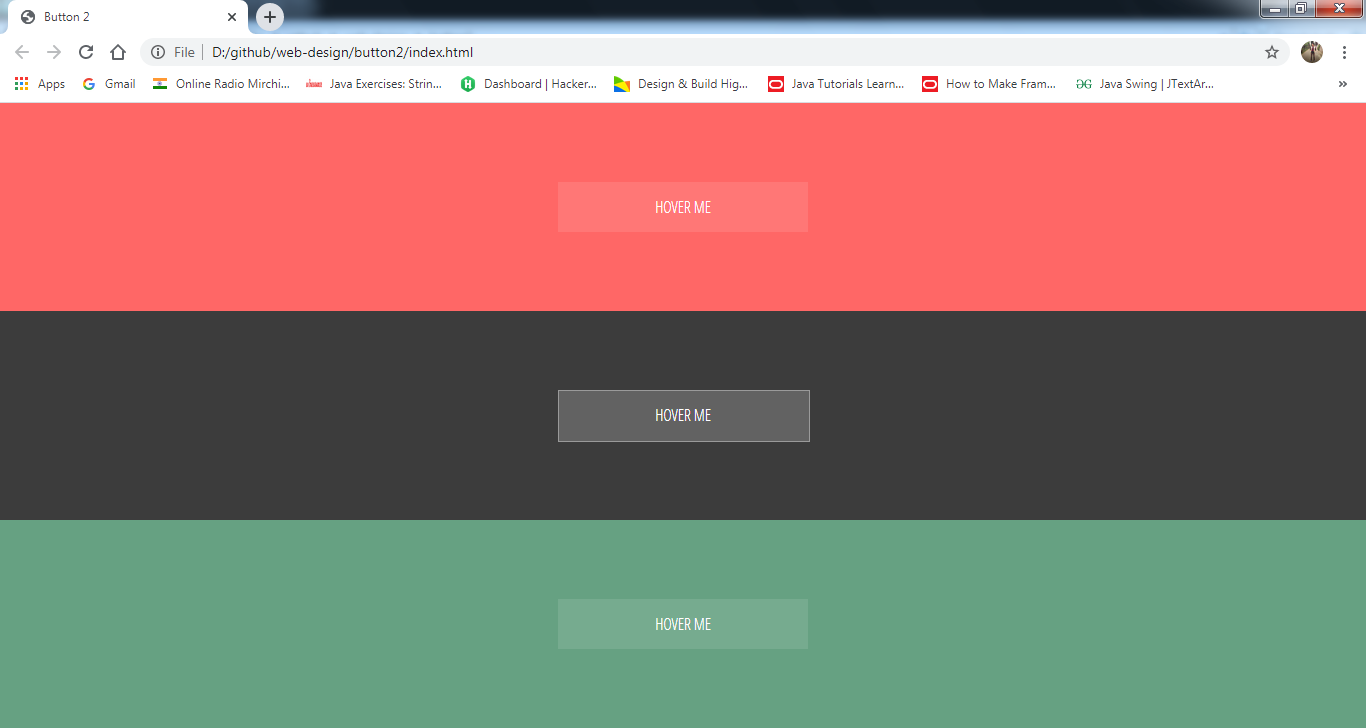 Button 2
File D:/github/web-design/button2/index.html
Apps Gmail Online Radio Mirchi... Java Exercises: Strin... Dashboard | Hacker... Design & Build Hig... Java Tutorials Learn... How to Make Fram... Java Swing | JTextAr... »
HOVER ME
HOVER ME
HOVER ME